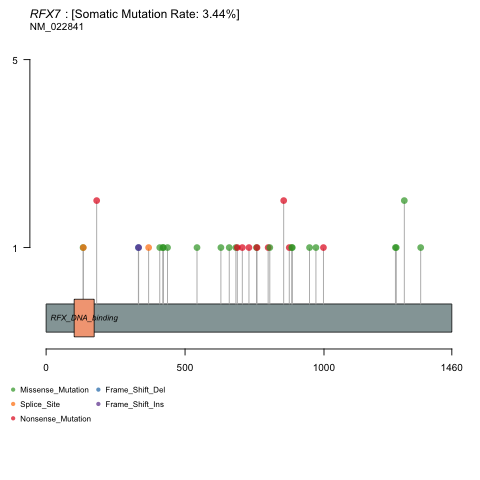 RFX7 : [Somatic Mutation Rate: 3.44%]
NM_022841
5
1
RFX_DNA_binding
0 500 1000 1460
Missense_Mutation Frame_Shift_Del
Splice_Site Frame_Shift_Ins
Nonsense_Mutation